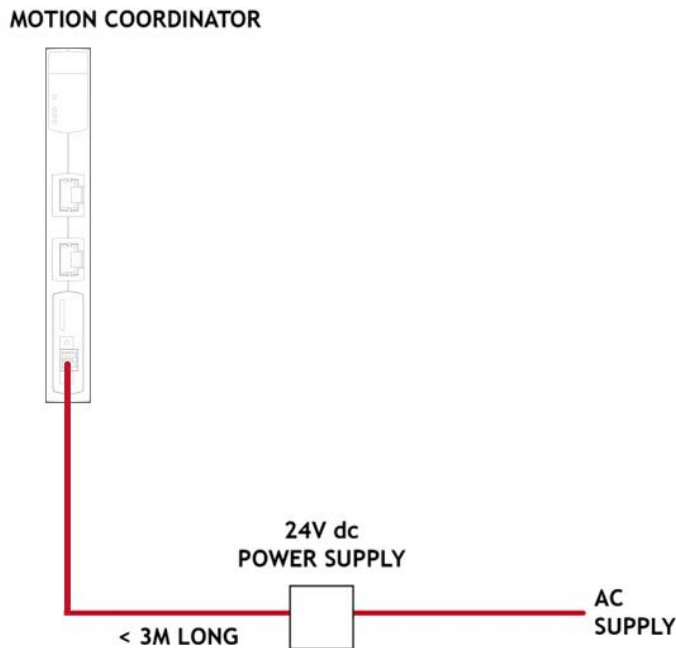 MOTION COORDINATOR
24V dc
POWER SUPPLY
AC
SUPPLY
< 3M LONG